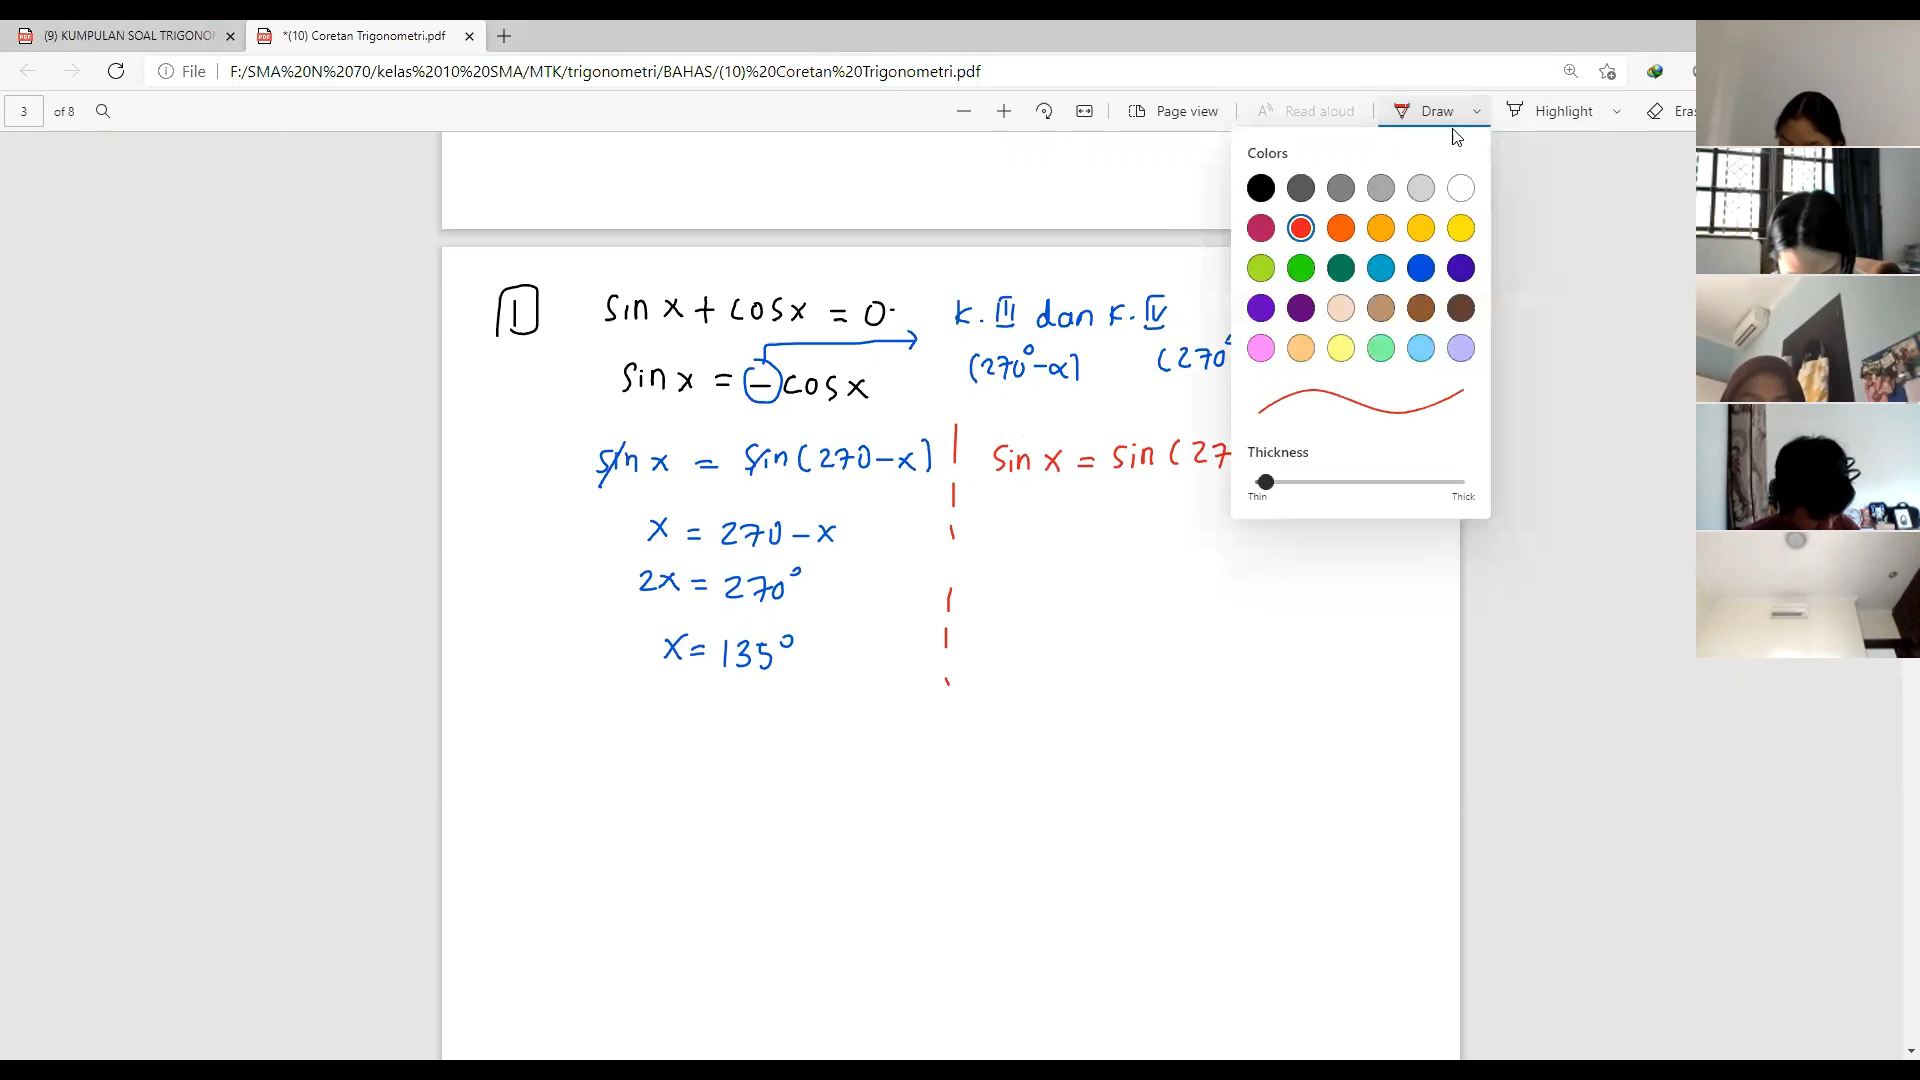 (9) KUMPULAN SOAL TRIGONO
*(10) Coretan Trigonometri.pdf
File
F:/SMA%20N%2070/kelas%2010%20SMA/MTK/trigonometri/BAHAS/(10)%20Coretan%20Trigonometri.pdf
3 of 8
Page view
Read aloud
Draw
Highlight
Eras
Colors
Thickness
Thin Thick
1 sin x + cos x = 0 K. III dan K. IV
(270°-α) (270°
sin x = - cos x
sin x = sin (270-x) sin x = sin (27
x = 270 - x
2x = 270°
x = 135°